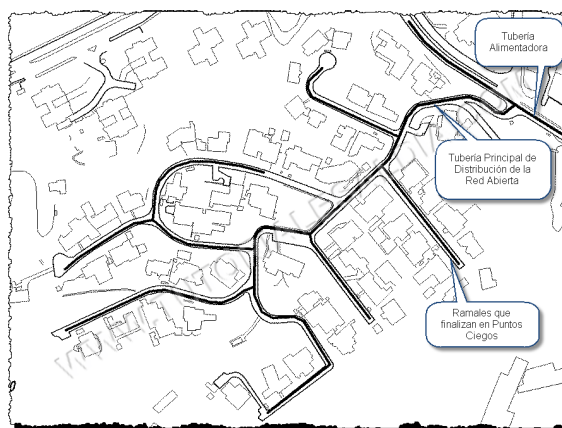 Tubería
Alimentadora
Tubería Principal de
Distribución de la
Red Abierta
Ramales que
finalizan en Puntos
Ciegos